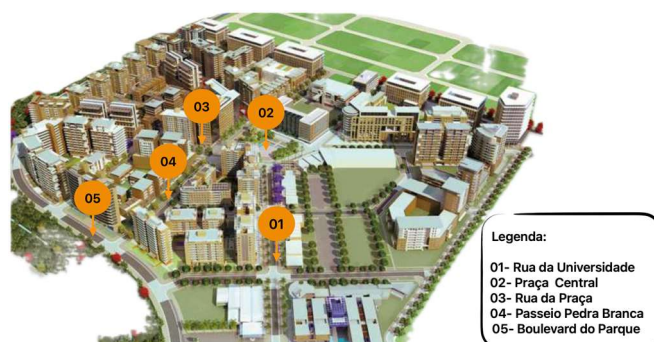 03
02
04
05
01
Legenda:
01- Rua da Universidade
02- Praça Central
03- Rua da Praça
04- Passeio Pedra Branca
05- Boulevard do Parque